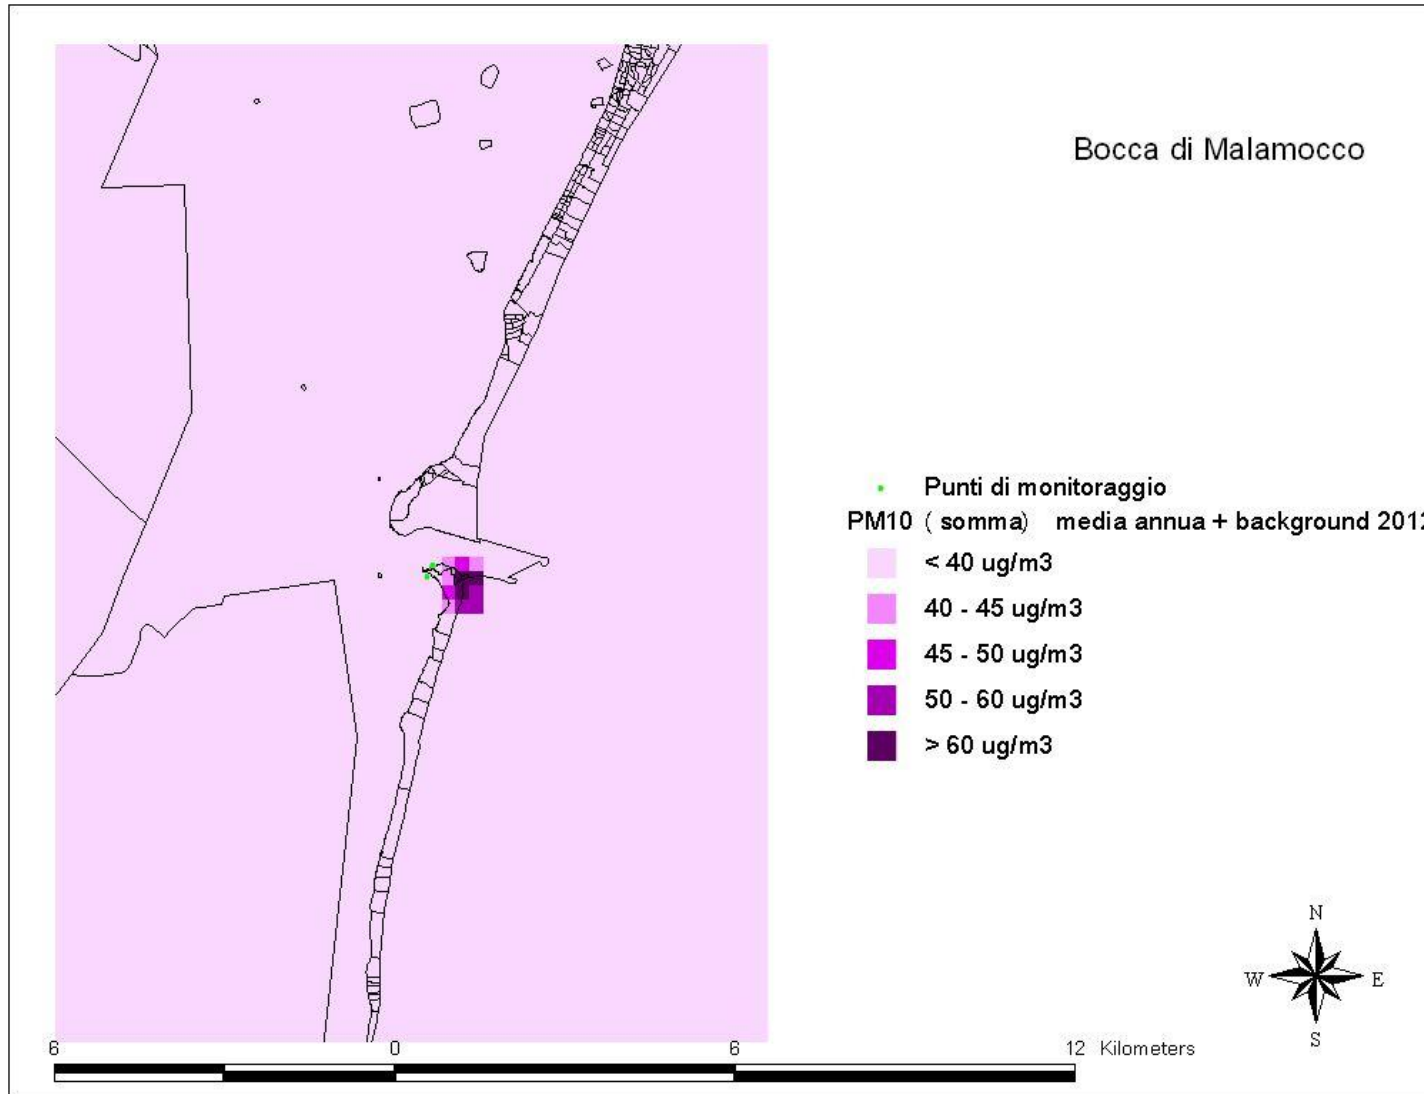 Bocca di Malamocco
Punti di monitoraggio
PM10 ( somma) media annua + background 2012
< 40 ug/m3
40 - 45 ug/m3
45 - 50 ug/m3
50 - 60 ug/m3
> 60 ug/m3
N
W E
S
6 0 6 12 Kilometers